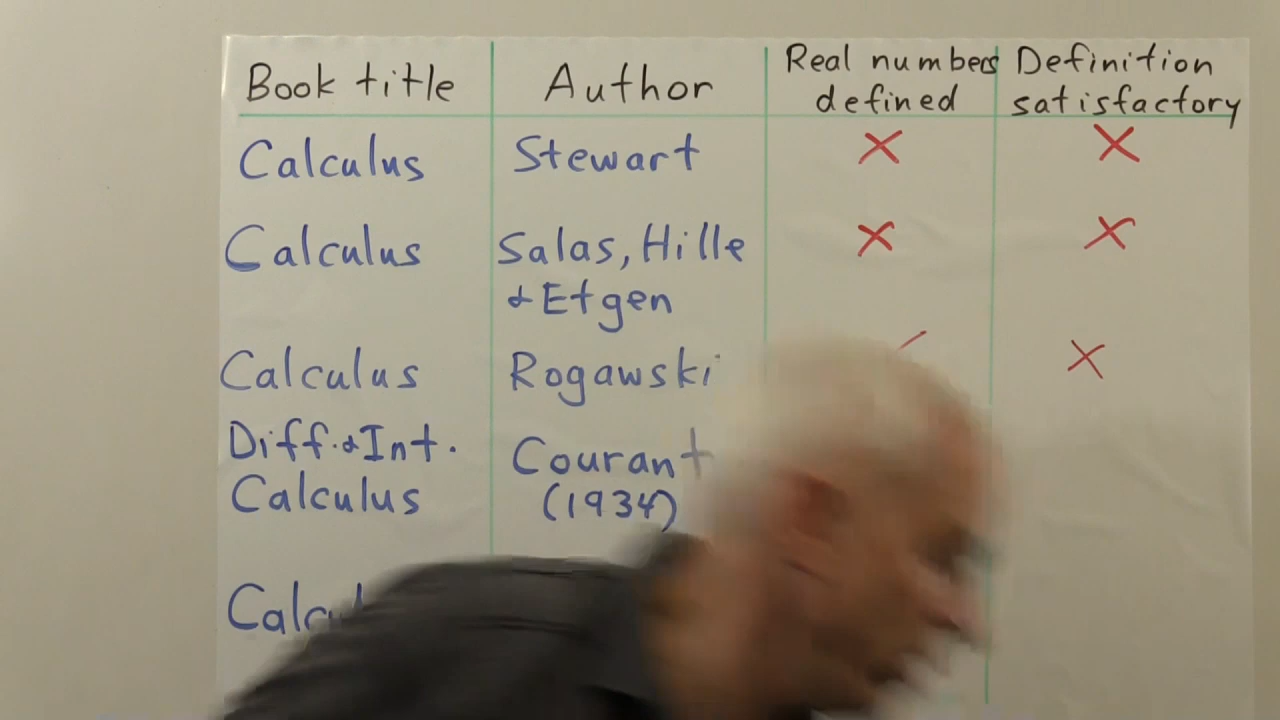 Book title
Author
Real numbers
defined
Definition
satisfactory
Calculus
Stewart
Calculus
Salas, Hille
& Etgen
Calculus
Rogawski
Diff. & Int.
Calculus
Courant
(1934)